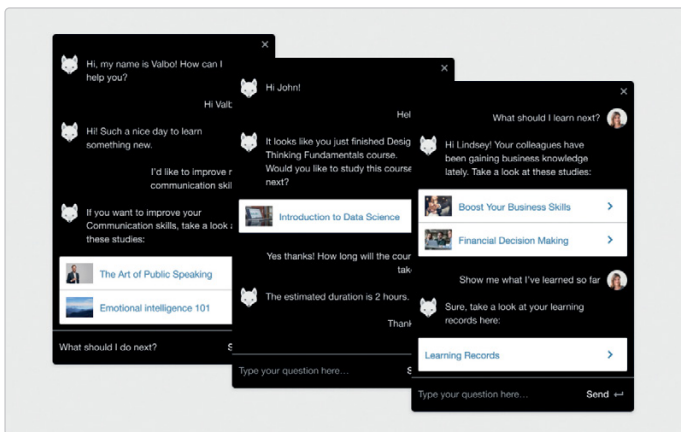 Hi, my name is Valbo! How can I
help you?
Hi
Hi! Such a nice day to learn
something new.
I'd like to improve
communication
If you want to improve your
Communication skills, take a look
these studies:
The Art of Public Speaking
Emotional intelligence 101
What should I do next?
Hi John!
It looks like you just finished
Thinking Fundamentals course.
Would you like to study this course
next?
Introduction to Data Science
Yes thanks! How long will the
The estimated duration is 2 hours.
Type your question here...
What should I learn next?
Hi Lindsey! Your colleagues have
been gaining business knowledge
lately. Take a look at these studies:
Boost Your Business Skills
Financial Decision Making
Show me what I've learned so far
Sure, take a look at your learning
records here:
Learning Records
Type your question here...
Send